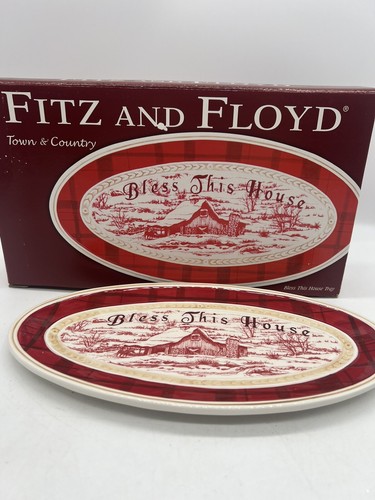 FITZ AND FLOYD®
Town & Country
Bless This House
Bless This House Tray
Bless This House